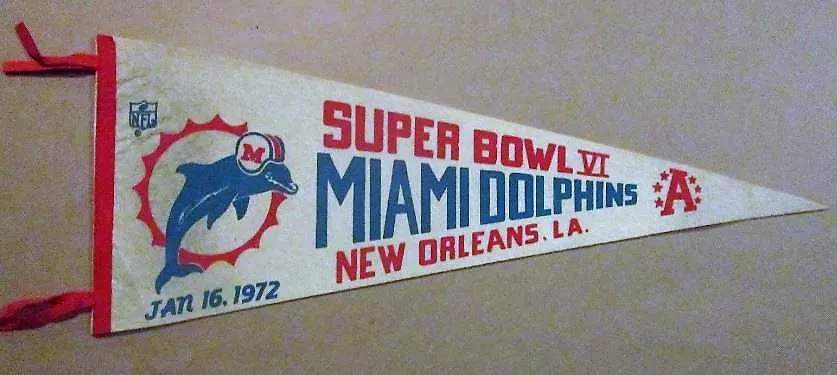 NFL
M
SUPER BOWL VI
MIAMI DOLPHINS
NEW ORLEANS, LA.
A
JAN 16, 1972